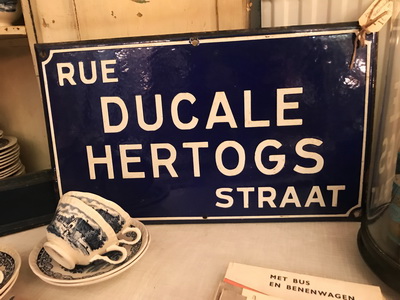 RUE
DUCALE
HERTOGS
STRAAT
MET BUS
EN BENENWAGEN